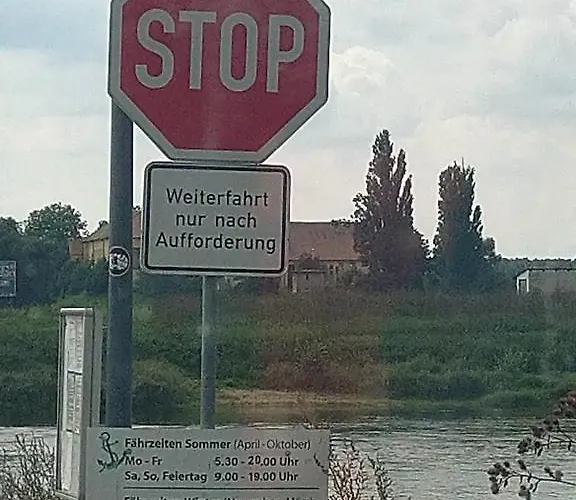 STOP
Weiterfahrt
nur nach
Aufforderung
Fährzeiten Sommer (April - Oktober)
Mo - Fr 5.30 - 20.00 Uhr
Sa, So, Feiertag 9.00 - 19.00 Uhr